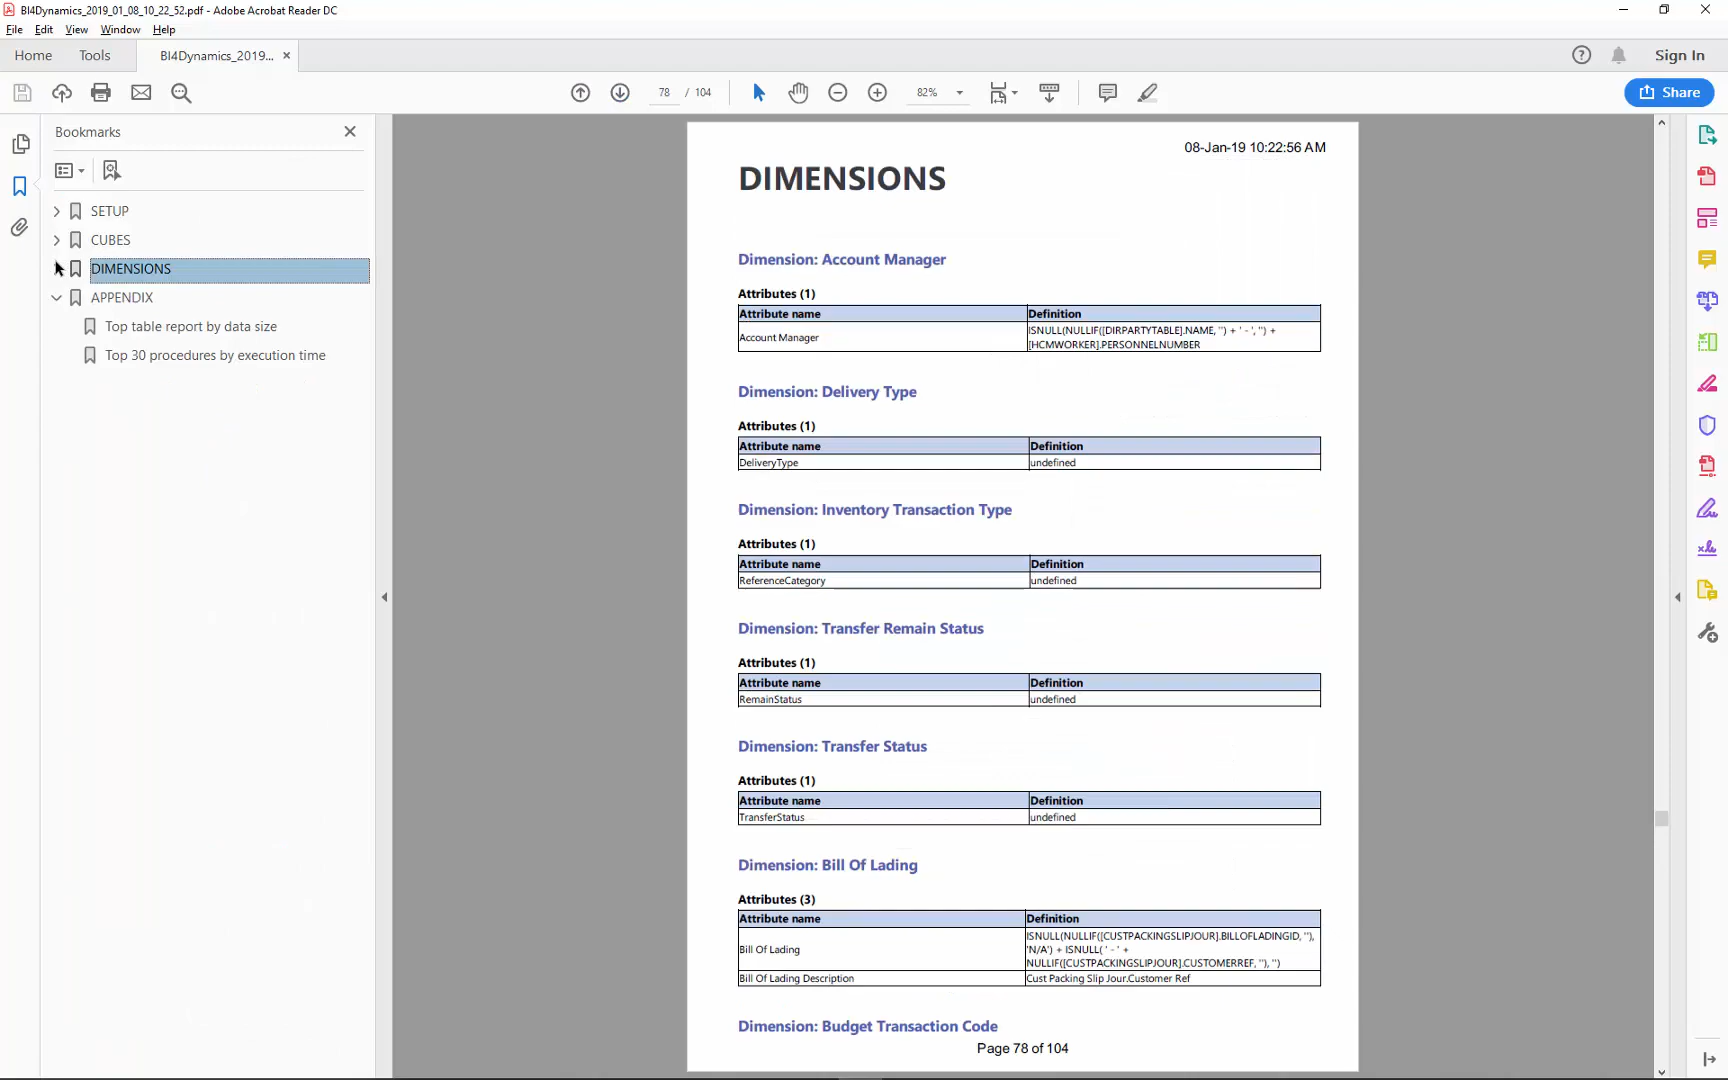 BI4Dynamics_2019_01_08_10_22_52.pdf - Adobe Acrobat Reader DC
File Edit View Window Help
Home Tools BI4Dynamics_2019... Sign In
78 / 104 82% Share
Bookmarks
SETUP
CUBES
DIMENSIONS
APPENDIX
Top table report by data size
Top 30 procedures by execution time
08-Jan-19 10:22:56 AM
DIMENSIONS
Dimension: Account Manager
Attributes (1)
Attribute name Definition
Account Manager ISNULL(NULLIF([DIRPARTYTABLE].NAME, '') + ' - ', '') +
[HCMWORKER].PERSONNELNUMBER
Dimension: Delivery Type
Attributes (1)
Attribute name Definition
DeliveryType undefined
Dimension: Inventory Transaction Type
Attributes (1)
Attribute name Definition
ReferenceCategory undefined
Dimension: Transfer Remain Status
Attributes (1)
Attribute name Definition
RemainStatus undefined
Dimension: Transfer Status
Attributes (1)
Attribute name Definition
TransferStatus undefined
Dimension: Bill Of Lading
Attributes (3)
Attribute name Definition
Bill Of Lading ISNULL(NULLIF([CUSTPACKINGSLIPJOUR].BILLOFLADINGID, ''),
'N/A') + ISNULL( ' - ' +
NULLIF([CUSTPACKINGSLIPJOUR].CUSTOMERREF, ''), '')
Bill Of Lading Description Cust Packing Slip Jour.Customer Ref
Dimension: Budget Transaction Code
Page 78 of 104